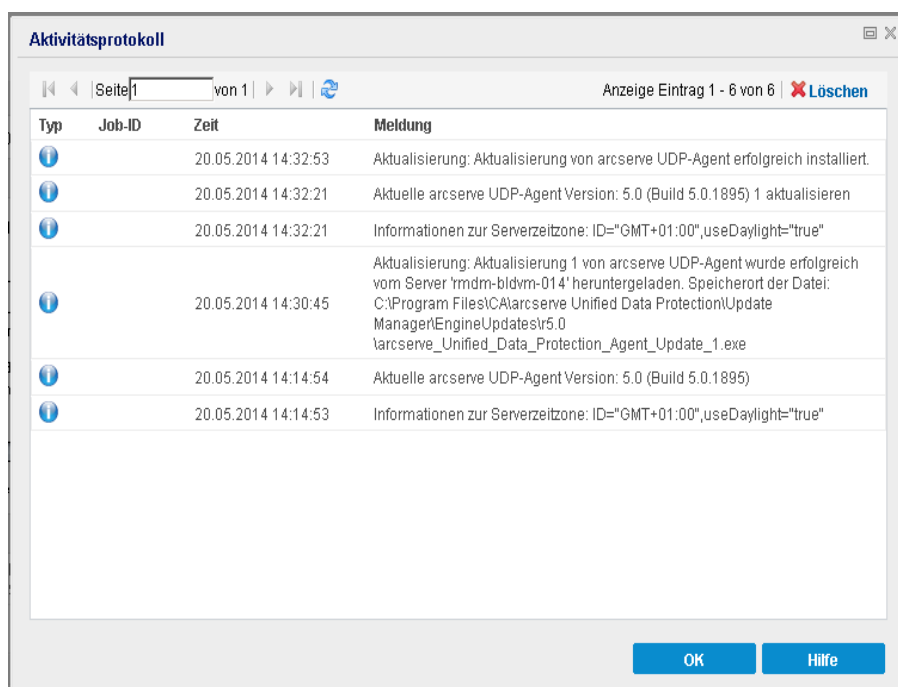 Aktivitätsprotokoll
Seite 1 von 1 Anzeige Eintrag 1 - 6 von 6 Löschen
Typ Job-ID Zeit Meldung
20.05.2014 14:32:53 Aktualisierung: Aktualisierung von arcserve UDP-Agent erfolgreich installiert.
20.05.2014 14:32:21 Aktuelle arcserve UDP-Agent Version: 5.0 (Build 5.0.1895) 1 aktualisieren
20.05.2014 14:32:21 Informationen zur Serverzeitzone: ID="GMT+01:00",useDaylight="true"
Aktualisierung: Aktualisierung 1 von arcserve UDP-Agent wurde erfolgreich
vom Server 'rmdm-bldvm-014' heruntergeladen. Speicherort der Datei:
20.05.2014 14:30:45 C:\Program Files\CA\arcserve Unified Data Protection\Update
Manager\EngineUpdates\r5.0
\arcserve_Unified_Data_Protection_Agent_Update_1.exe
20.05.2014 14:14:54 Aktuelle arcserve UDP-Agent Version: 5.0 (Build 5.0.1895)
20.05.2014 14:14:53 Informationen zur Serverzeitzone: ID="GMT+01:00",useDaylight="true"
OK Hilfe